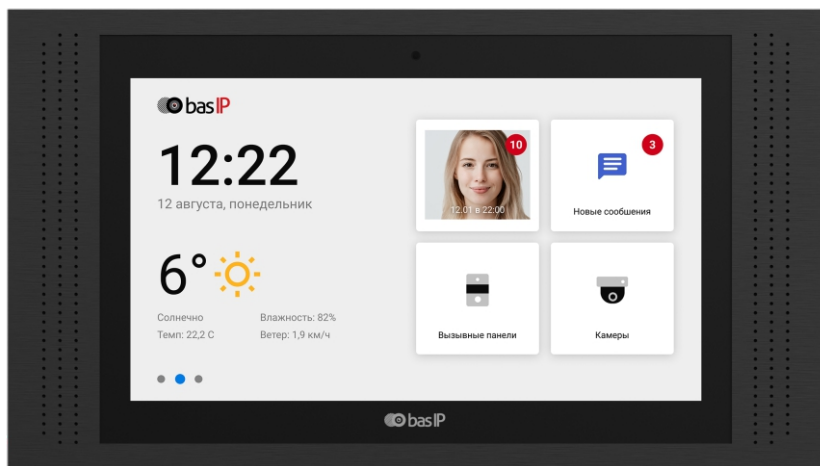 bas IP
12:22
12 августа, понедельник
6°
Солнечно
Влажность: 82%
Темп: 22,2 C
Ветер: 1,9 км/ч
10
12.01 в 22:00
3
Новые сообшения
Вызывные панели
Камеры
bas IP